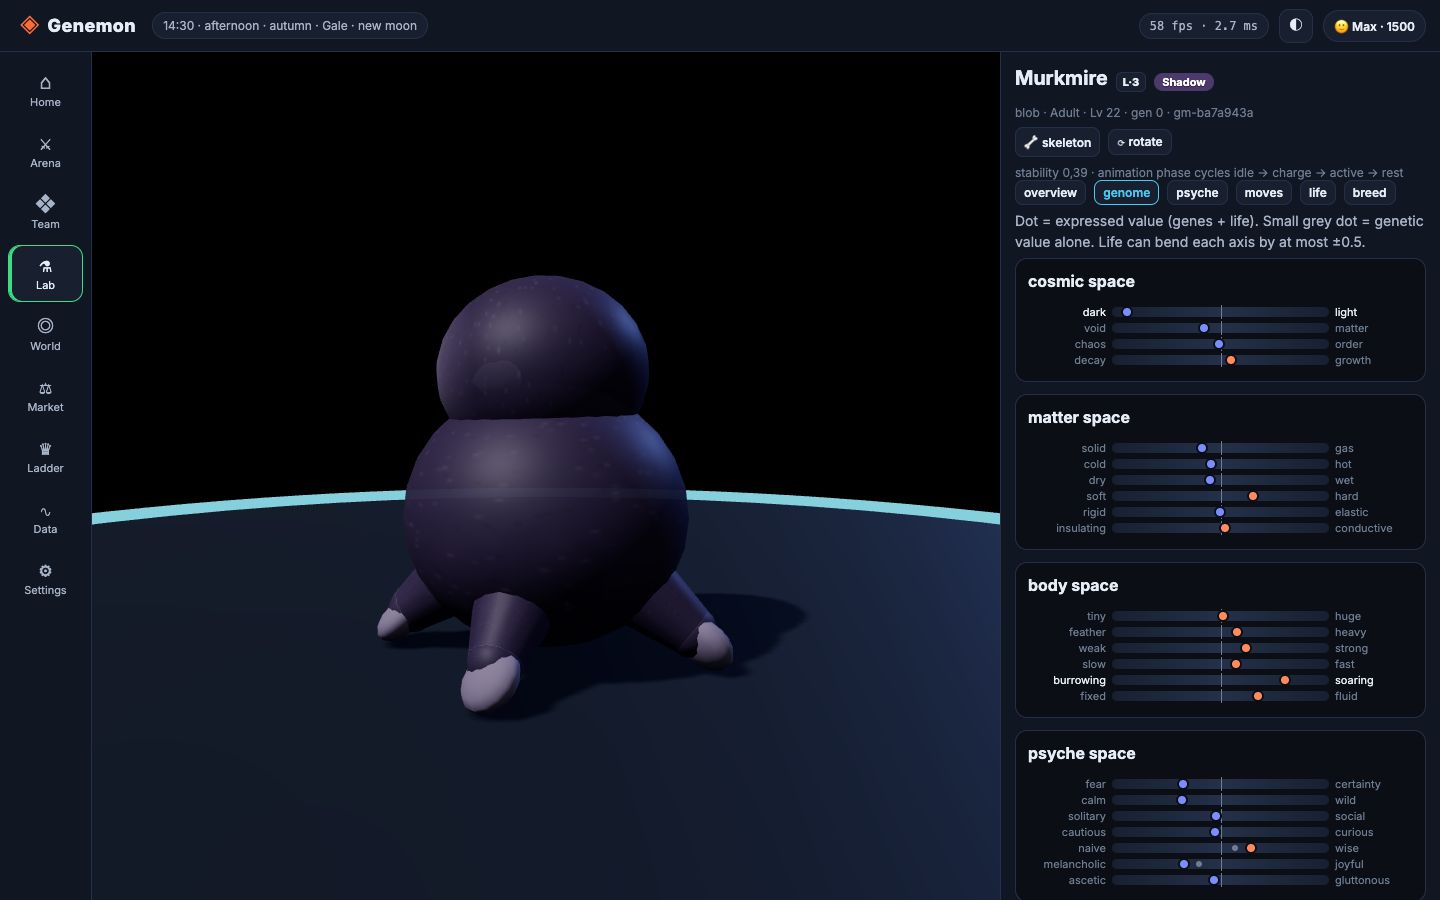 Genemon
14:30 · afternoon · autumn · Gale · new moon
58 fps · 2.7 ms
Max · 1500
Home
Arena
Team
Lab
World
Market
Ladder
Data
Settings
Murkmire
L·3
Shadow
blob · Adult · Lv 22 · gen 0 · gm-ba7a943a
skeleton
rotate
stability 0,39 · animation phase cycles idle → charge → active → rest
overview
genome
psyche
moves
life
breed
Dot = expressed value (genes + life). Small grey dot = genetic
value alone. Life can bend each axis by at most ±0.5.
cosmic space
dark light
void matter
chaos order
decay growth
matter space
solid gas
cold hot
dry wet
soft hard
rigid elastic
insulating conductive
body space
tiny huge
feather heavy
weak strong
slow fast
burrowing soaring
fixed fluid
psyche space
fear certainty
calm wild
solitary social
cautious curious
naive wise
melancholic joyful
ascetic gluttonous